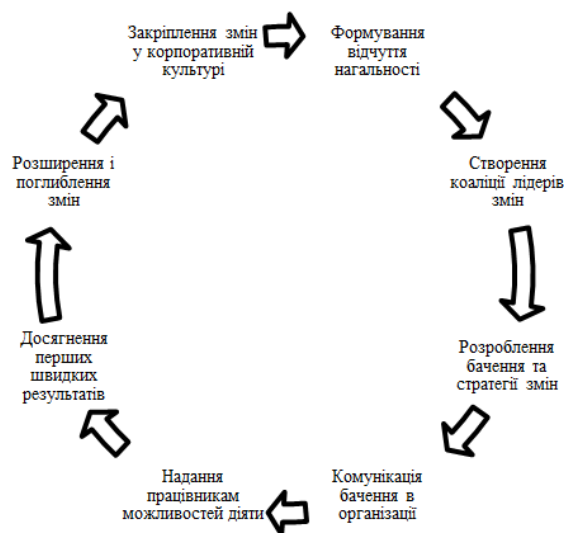 Закріплення змін
у корпоративній
культурі
Формування
відчуття
нагальності
Створення
коаліції лідерів
змін
Розроблення
бачення та
стратегії змін
Комунікація
бачення в
організації
Надання
працівникам
можливостей діяти
Досягнення
перших
швидких
результатів
Розширення і
поглиблення
змін